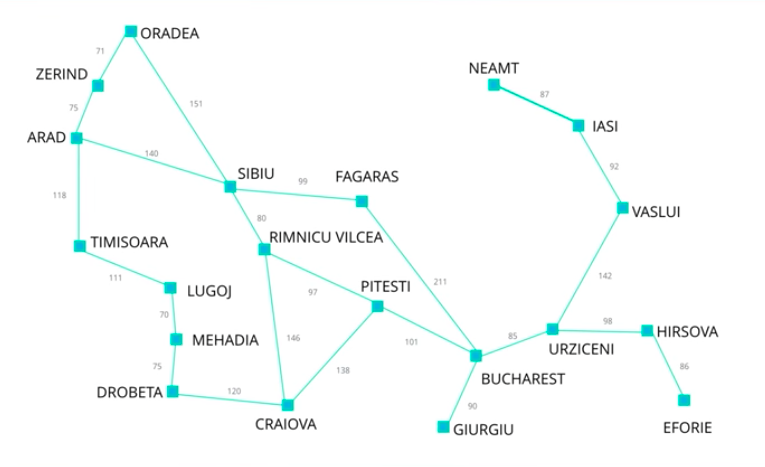 ORADEA
71
ZERIND
NEAMT
87
75
151
IASI
ARAD
140
92
SIBIU
99
FAGARAS
118
80
VASLUI
TIMISOARA
RIMNICU VILCEA
111
LUGOJ
97
PITESTI
211
142
70
MEHADIA
146
101
85
98
HIRSOVA
URZICENI
75
138
86
BUCHAREST
DROBETA
120
90
CRAIOVA
GIURGIU
EFORIE